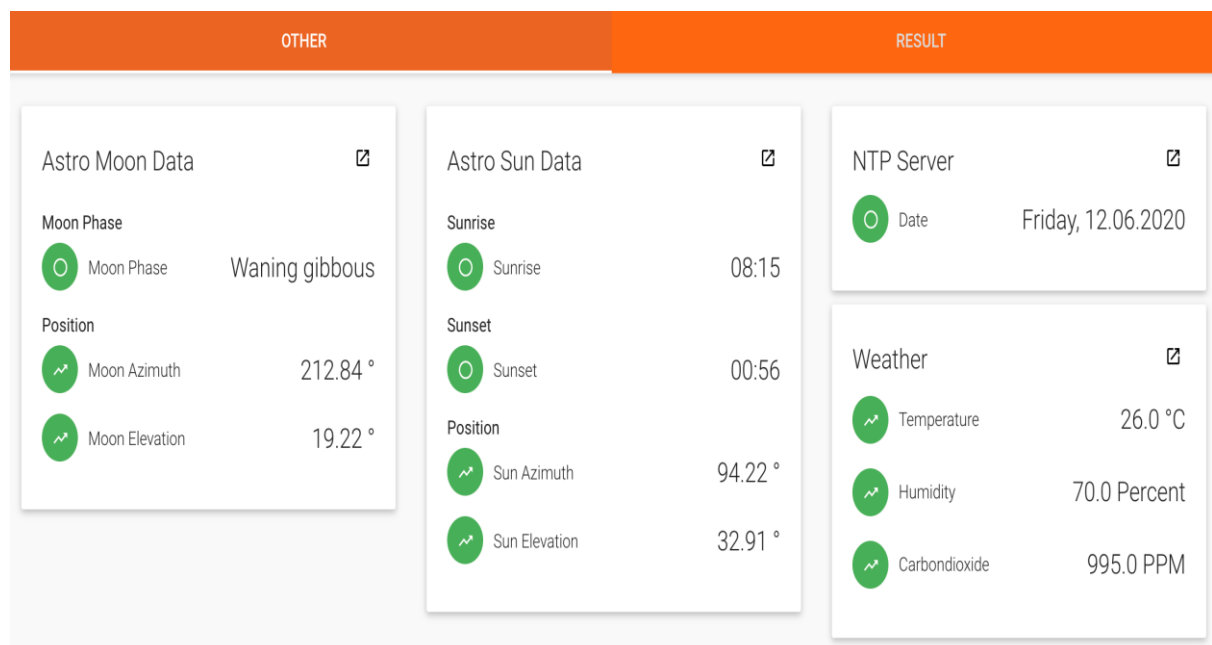 OTHER
RESULT
Astro Moon Data
Moon Phase
Moon Phase Waning gibbous
Position
Moon Azimuth 212.84 °
Moon Elevation 19.22 °
Astro Sun Data
Sunrise
Sunrise 08:15
Sunset
Sunset 00:56
Position
Sun Azimuth 94.22 °
Sun Elevation 32.91 °
NTP Server
Date Friday, 12.06.2020
Weather
Temperature 26.0 °C
Humidity 70.0 Percent
Carbondioxide 995.0 PPM